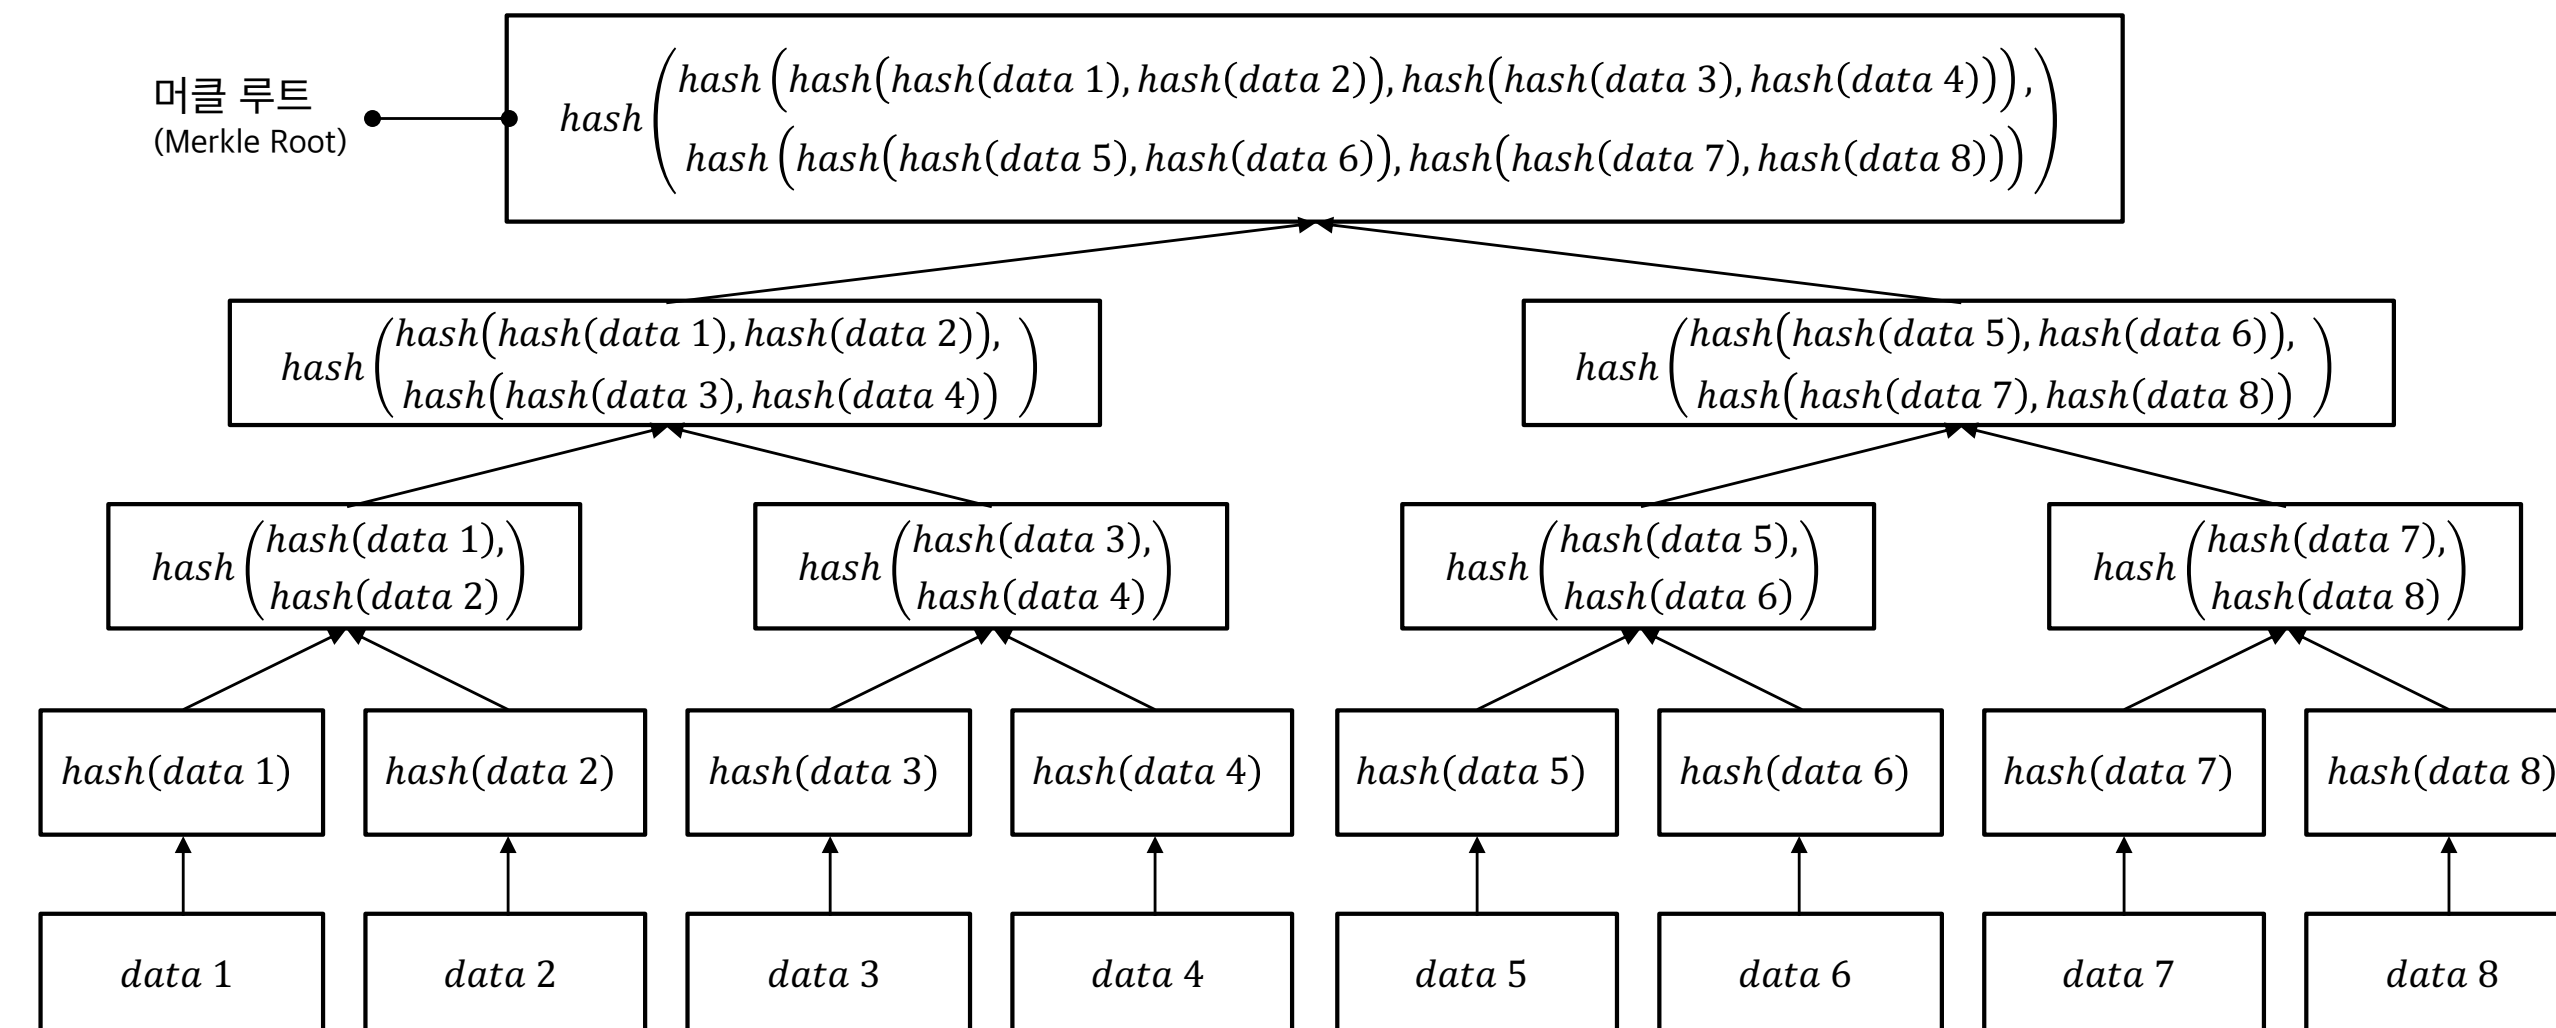 머클 루트
(Merkle Root)
hash(hash(hash(hash(data 1), hash(data 2)), hash(hash(data 3), hash(data 4))),
hash(hash(hash(data 5), hash(data 6)), hash(hash(data 7), hash(data 8))))
hash(hash(hash(data 1), hash(data 2)),
hash(hash(data 3), hash(data 4)))
hash(hash(hash(data 5), hash(data 6)),
hash(hash(data 7), hash(data 8)))
hash(hash(data 1),
hash(data 2))
hash(hash(data 3),
hash(data 4))
hash(hash(data 5),
hash(data 6))
hash(hash(data 7),
hash(data 8))
hash(data 1)
hash(data 2)
hash(data 3)
hash(data 4)
hash(data 5)
hash(data 6)
hash(data 7)
hash(data 8)
data 1
data 2
data 3
data 4
data 5
data 6
data 7
data 8